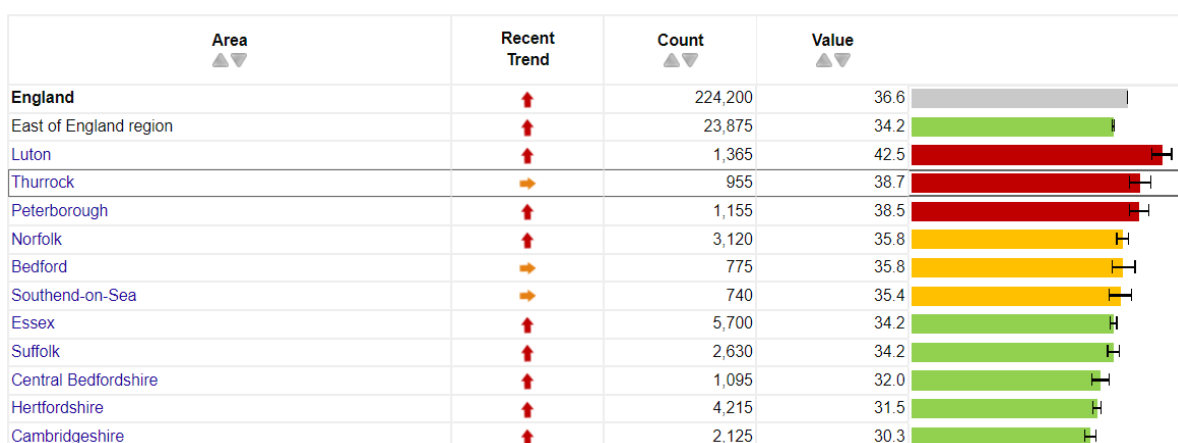 Area Recent Count Value
Trend
England 224,200 36.6
East of England region 23,875 34.2
Luton 1,365 42.5
Thurrock 955 38.7
Peterborough 1,155 38.5
Norfolk 3,120 35.8
Bedford 775 35.8
Southend-on-Sea 740 35.4
Essex 5,700 34.2
Suffolk 2,630 34.2
Central Bedfordshire 1,095 32.0
Hertfordshire 4,215 31.5
Cambridgeshire 2,125 30.3